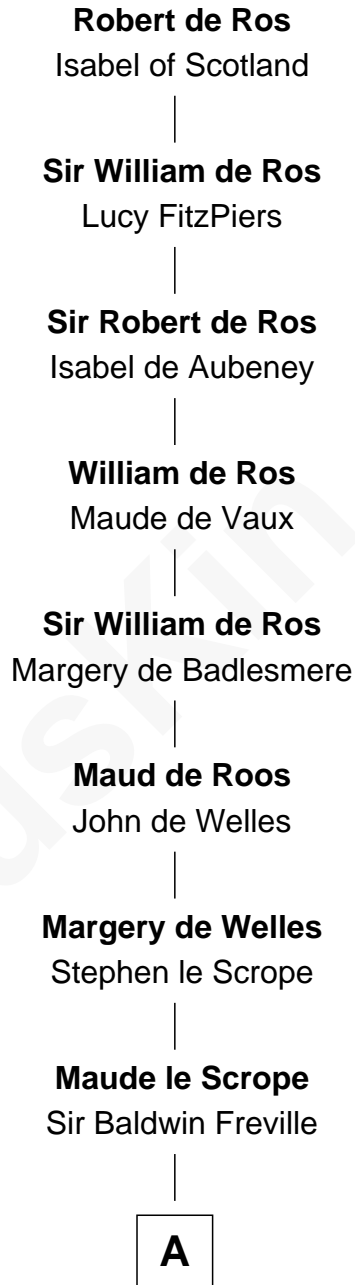 Robert de Ros
Isabel of Scotland
Sir William de Ros
Lucy FitzPiers
Sir Robert de Ros
Isabel de Aubeney
William de Ros
Maude de Vaux
Sir William de Ros
Margery de Badlesmere
Maud de Roos
John de Welles
Margery de Welles
Stephen le Scrope
Maude le Scrope
Sir Baldwin Freville
A